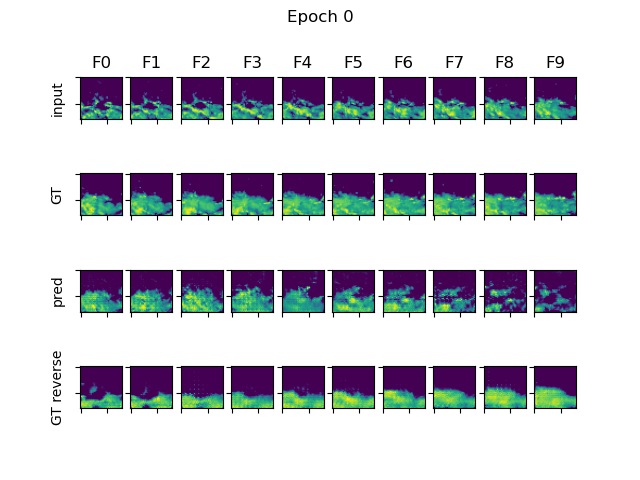 Epoch 0
F0 F1 F2 F3 F4 F5 F6 F7 F8 F9
input
GT
pred
GT reverse